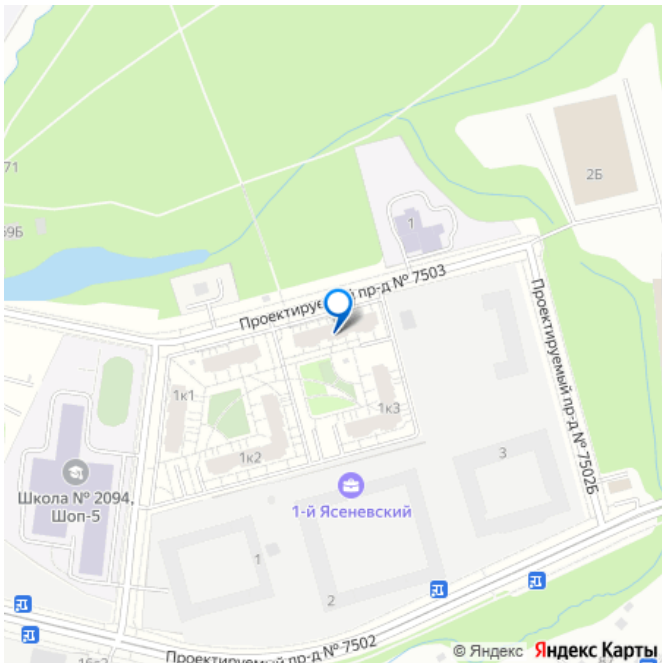 71
69Б
2Б
1
Проектируемый пр-д № 7503
Проектируемый пр-д № 7502Б
1к1
1к3
1к2
3
Школа № 2094,
Шоп-5
1-й Ясеневский
1
2
Проектируемый пр-д № 7502
© Яндекс Яндекс Карты